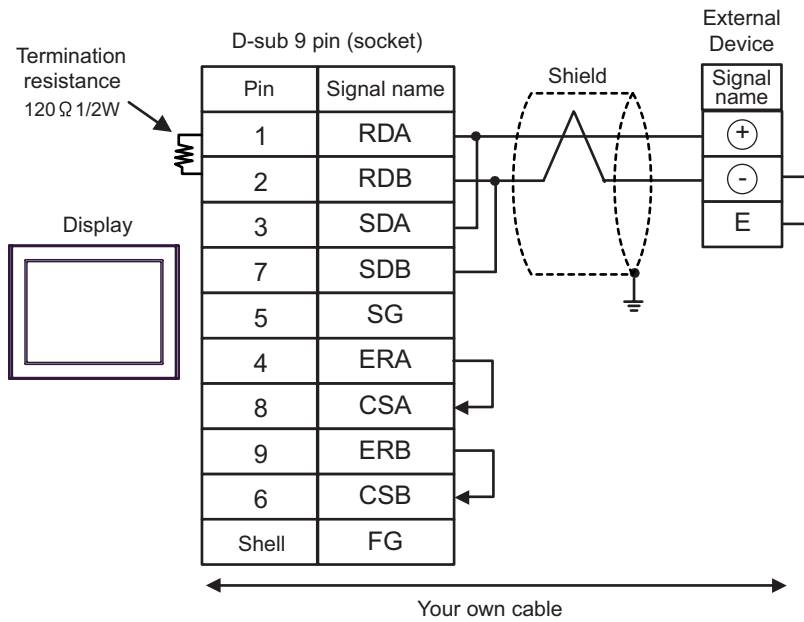 D-sub 9 pin (socket)
External
Device
Termination
resistance
120Ω 1/2W
Shield
Pin Signal name
Signal
name
1 RDA
+
2 RDB
-
3 SDA
E
Display
7 SDB
5 SG
4 ERA
8 CSA
9 ERB
6 CSB
Shell FG
Your own cable